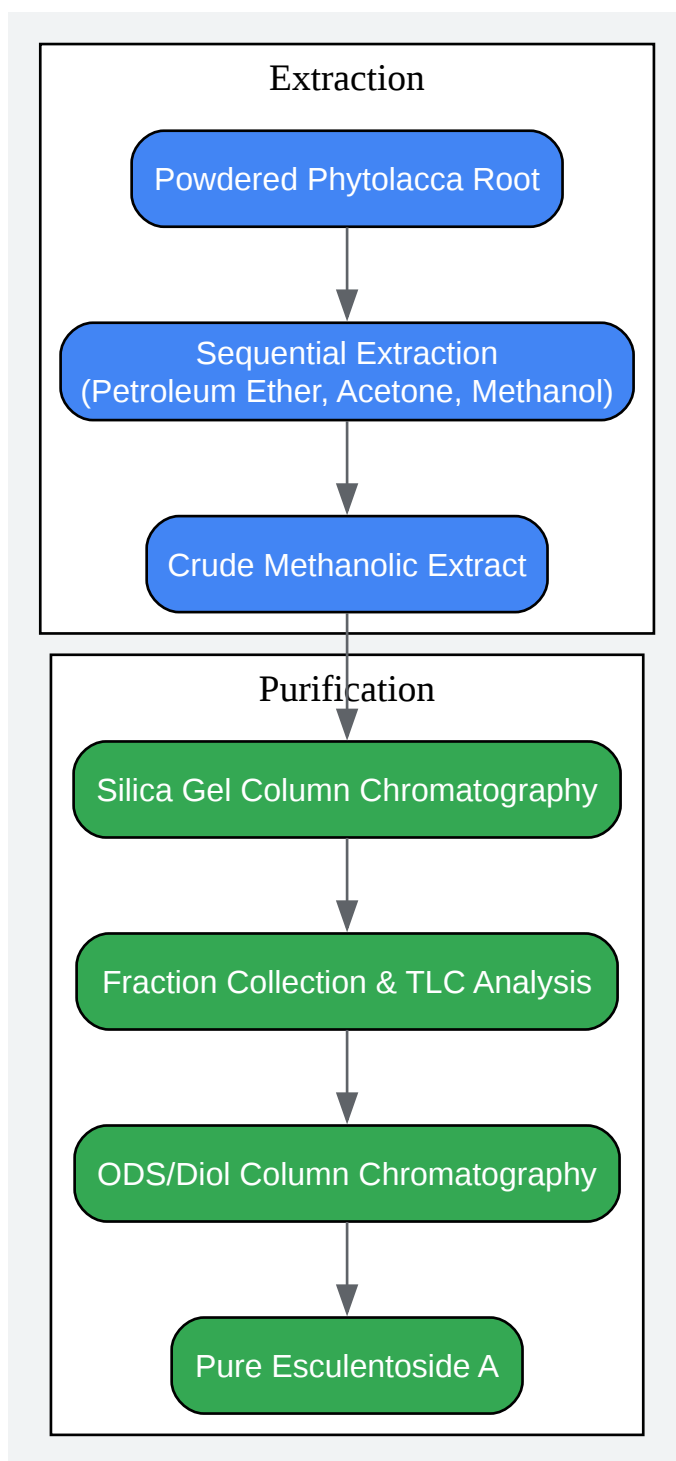 Extraction
Powdered Phytolacca Root
Sequential Extraction
(Petroleum Ether, Acetone, Methanol)
Crude Methanolic Extract
Purification
Silica Gel Column Chromatography
Fraction Collection & TLC Analysis
ODS/Diol Column Chromatography
Pure Esculentoside A